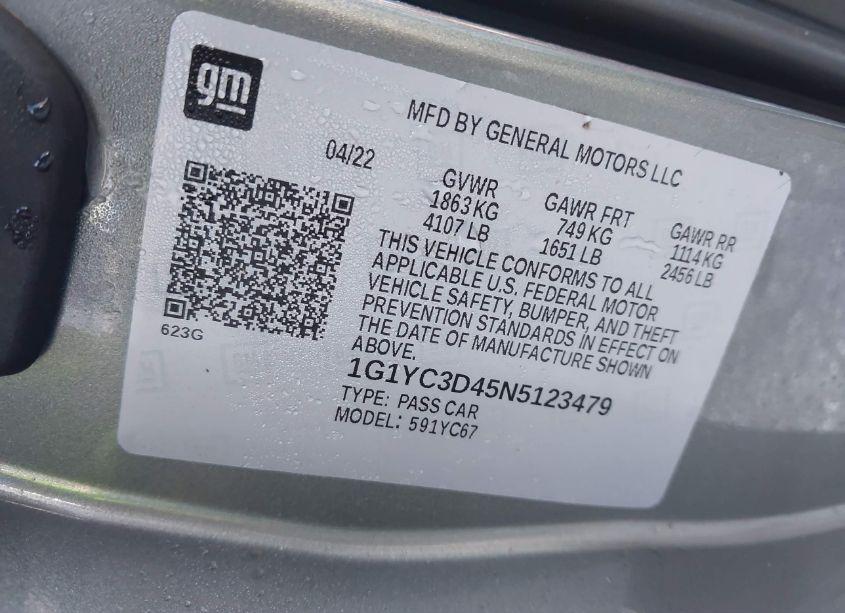 gm
MFD BY GENERAL MOTORS LLC
04/22
GVWR
1863 KG
4107 LB
GAWR FRT
749 KG
1651 LB
GAWR RR
1114 KG
2456 LB
THIS VEHICLE CONFORMS TO ALL
APPLICABLE U.S. FEDERAL MOTOR
VEHICLE SAFETY, BUMPER, AND THEFT
PREVENTION STANDARDS IN EFFECT ON
THE DATE OF MANUFACTURE SHOWN
ABOVE.
623G
1G1YC3D45N5123479
TYPE: PASS CAR
MODEL: 591YC67